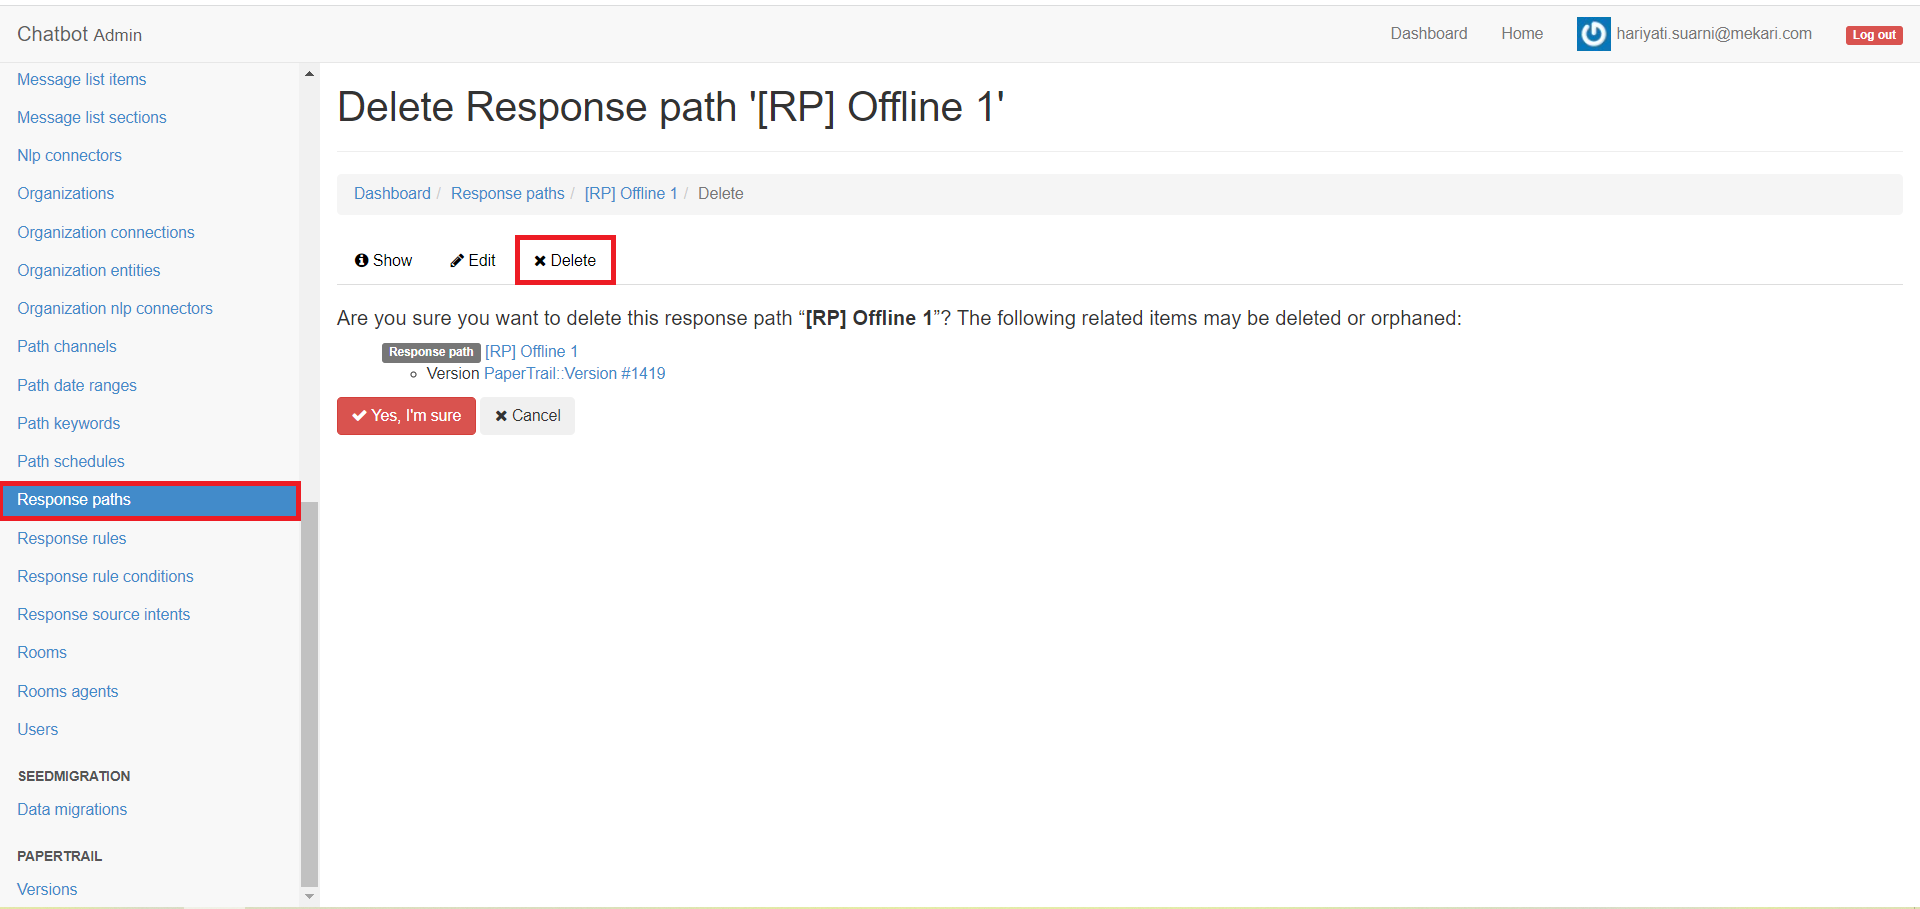 Chatbot Admin
Dashboard
Home
hariyati.suarni@mekari.com
Log out
Message list items
Message list sections
Nlp connectors
Organizations
Organization connections
Organization entities
Organization nlp connectors
Path channels
Path date ranges
Path keywords
Path schedules
Response paths
Response rules
Response rule conditions
Response source intents
Rooms
Rooms agents
Users
SEEDMIGRATION
Data migrations
PAPERTRAIL
Versions
Delete Response path '[RP] Offline 1'
Dashboard / Response paths / [RP] Offline 1 / Delete
Show
Edit
Delete
Are you sure you want to delete this response path “[RP] Offline 1”? The following related items may be deleted or orphaned:
Response path [RP] Offline 1
Version PaperTrail::Version #1419
Yes, I'm sure
Cancel